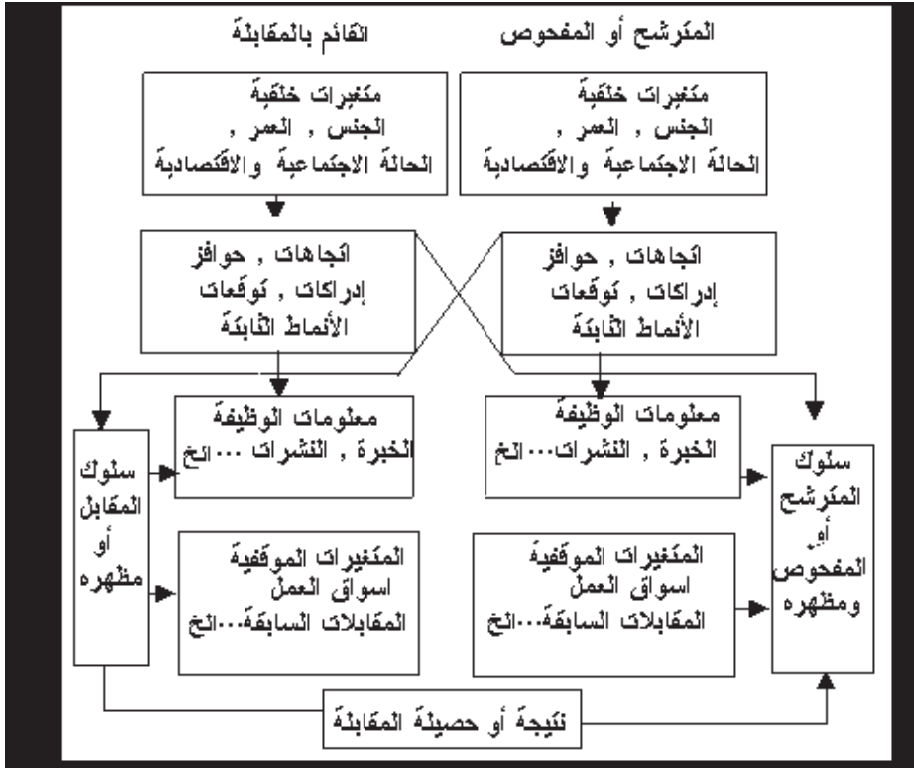 المترشح أو المفحوص
القائم بالمقابلة
متغيرات خلفية
الجنس , العمر ,
الحالة الاجتماعية والاقتصادية
متغيرات خلفية
الجنس , العمر ,
الحالة الاجتماعية والاقتصادية
اتجاهات , حوافز
إدراكات , توقعات
الأنماط الثابتة
اتجاهات , حوافز
إدراكات , توقعات
الأنماط الثابتة
معلومات الوظيفة
الخبرة , النشرات...الخ
معلومات الوظيفة
الخبرة , النشرات...الخ
سلوك
المترشح
أو
المفحوص
ومظهره
سلوك
المقابل
أو
مظهره
المتغيرات الموقفية
اسواق العمل
المقابلات السابقة...الخ
المتغيرات الموقفية
اسواق العمل
المقابلات السابقة...الخ
نتيجة أو حصيلة المقابلة